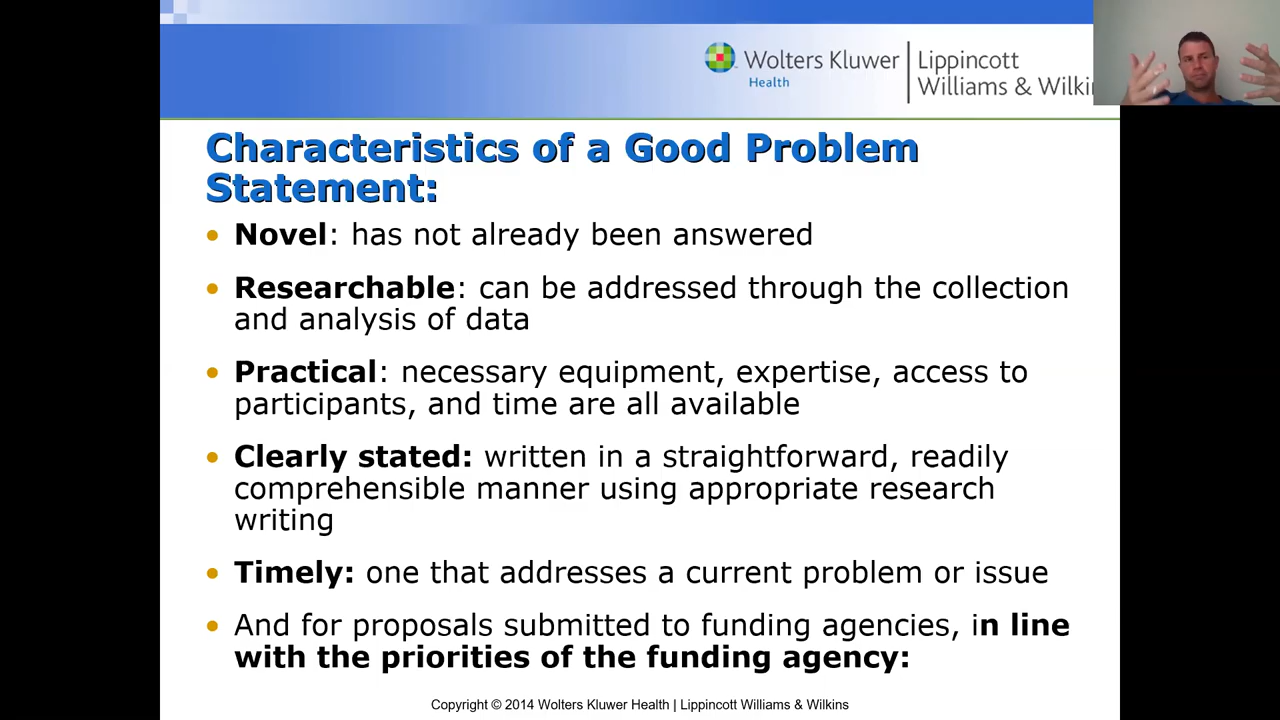 Wolters Kluwer
Health
Lippincott
Williams & Wilki
Characteristics of a Good Problem
Statement:
• Novel: has not already been answered
• Researchable: can be addressed through the collection
and analysis of data
• Practical: necessary equipment, expertise, access to
participants, and time are all available
• Clearly stated: written in a straightforward, readily
comprehensible manner using appropriate research
writing
• Timely: one that addresses a current problem or issue
• And for proposals submitted to funding agencies, in line
with the priorities of the funding agency:
Copyright © 2014 Wolters Kluwer Health | Lippincott Williams & Wilkins